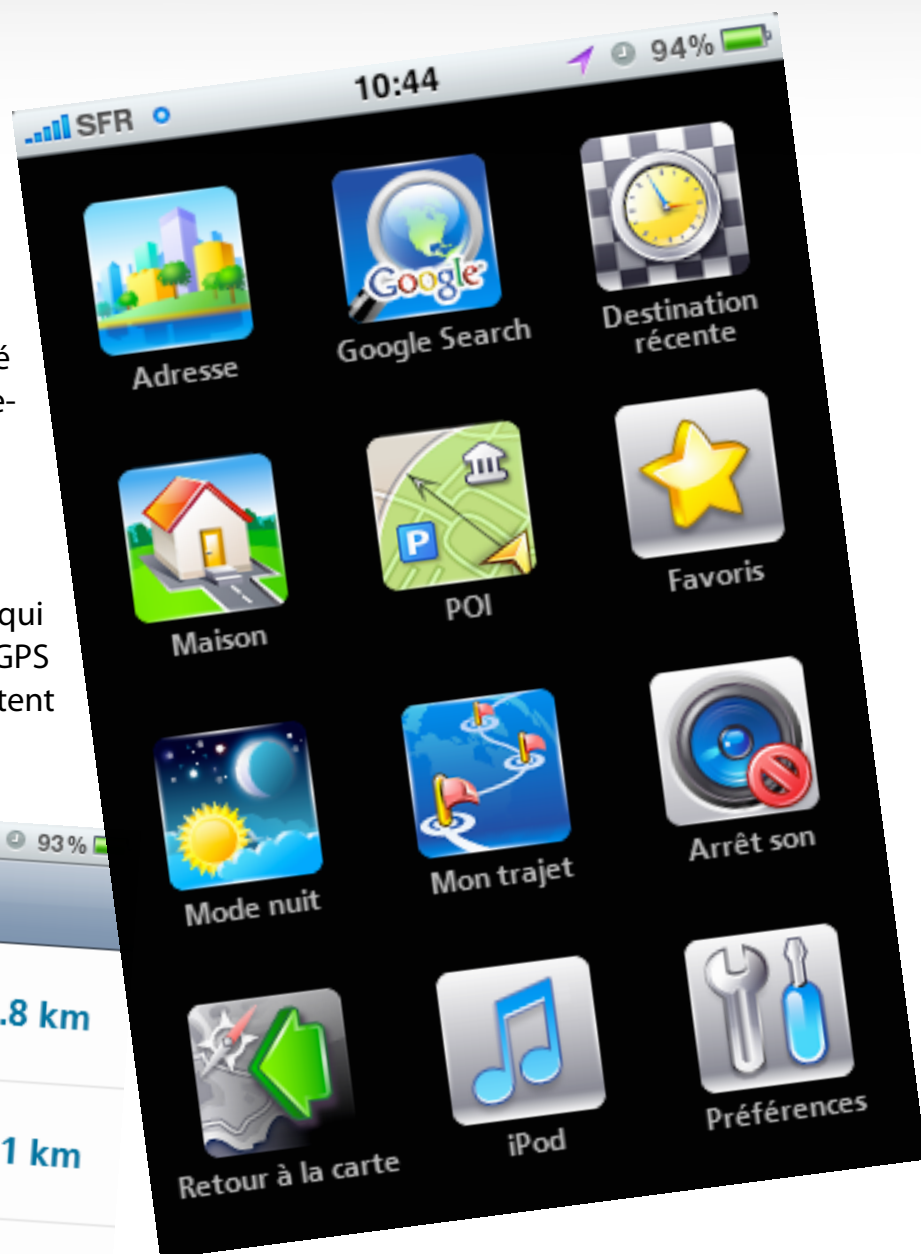 SFR 10:44 94%
Google
Adresse
Google Search
Destination
récente
Maison
P
POI
Favoris
Mode nuit
Mon trajet
Arrêt son
Retour à la carte
iPod
Préférences
é
e-
qui
GPS
tent
93%
.8 km
1 km